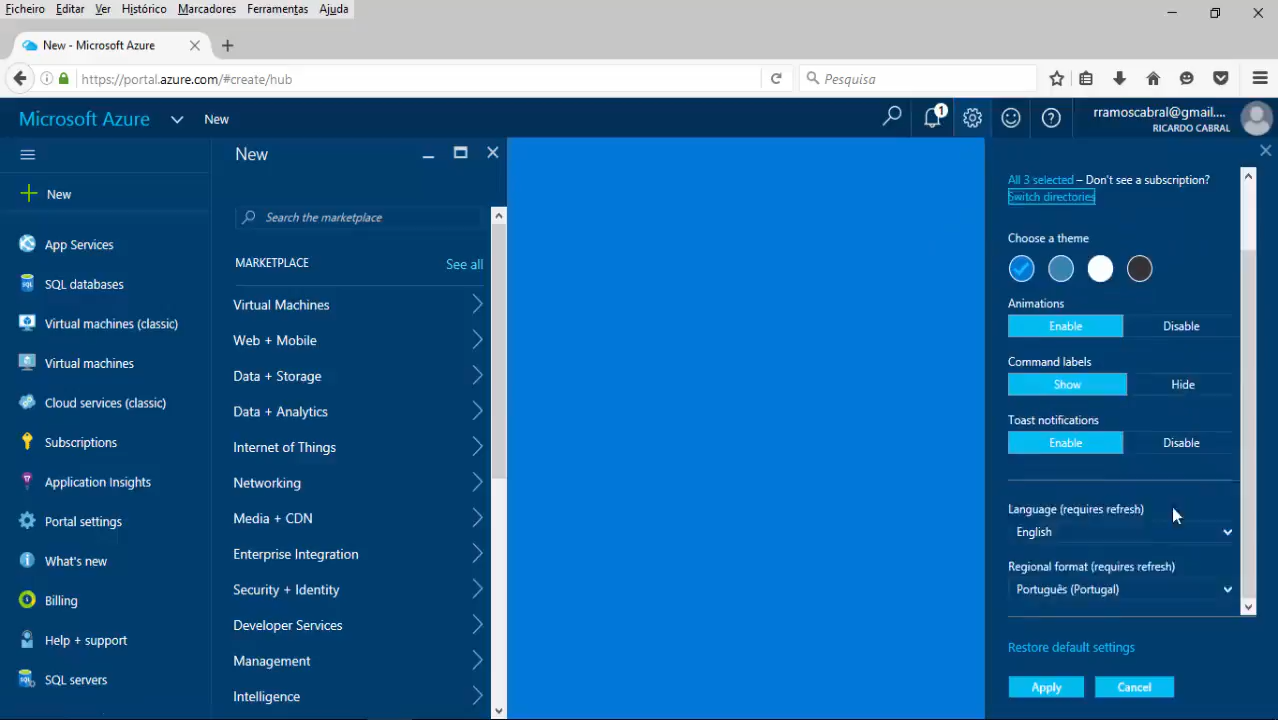 Ficheiro Editar Ver Histórico Marcadores Ferramentas Ajuda
New - Microsoft Azure
https://portal.azure.com/#create/hub
Pesquisa
Microsoft Azure
New
1
rramoscabral@gmail....
RICARDO CABRAL
New
App Services
SQL databases
Virtual machines (classic)
Virtual machines
Cloud services (classic)
Subscriptions
Application Insights
Portal settings
What's new
Billing
Help + support
SQL servers
New
Search the marketplace
MARKETPLACE
See all
Virtual Machines
Web + Mobile
Data + Storage
Data + Analytics
Internet of Things
Networking
Media + CDN
Enterprise Integration
Security + Identity
Developer Services
Management
Intelligence
All 3 selected – Don't see a subscription?
Switch directories
Choose a theme
Animations
Enable Disable
Command labels
Show Hide
Toast notifications
Enable Disable
Language (requires refresh)
English
Regional format (requires refresh)
Português (Portugal)
Restore default settings
Apply Cancel